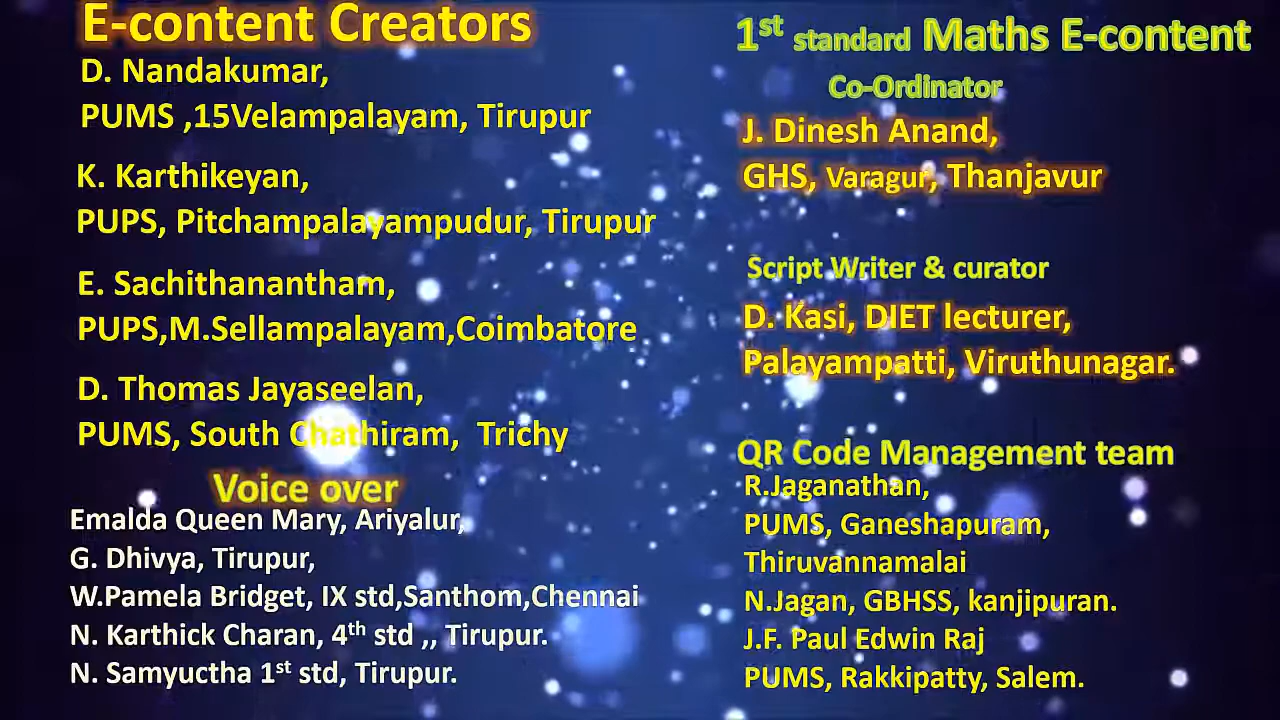 E-content Creators
D. Nandakumar,
PUMS ,15Velampalayam, Tirupur
K. Karthikeyan,
PUPS, Pitchampalayampudur, Tirupur
E. Sachithanantham,
PUPS,M.Sellampalayam,Coimbatore
D. Thomas Jayaseelan,
PUMS, South Chathiram, Trichy
Voice over
Emalda Queen Mary, Ariyalur,
G. Dhivya, Tirupur,
W.Pamela Bridget, IX std,Santhom,Chennai
N. Karthick Charan, 4th std ,, Tirupur.
N. Samyuctha 1st std, Tirupur.
1st standard Maths E-content
Co-Ordinator
J. Dinesh Anand,
GHS, Varagur, Thanjavur
Script Writer & curator
D. Kasi, DIET lecturer,
Palayampatti, Viruthunagar.
QR Code Management team
R.Jaganathan,
PUMS, Ganeshapuram,
Thiruvannamalai
N.Jagan, GBHSS, kanjipuran.
J.F. Paul Edwin Raj
PUMS, Rakkipatty, Salem.